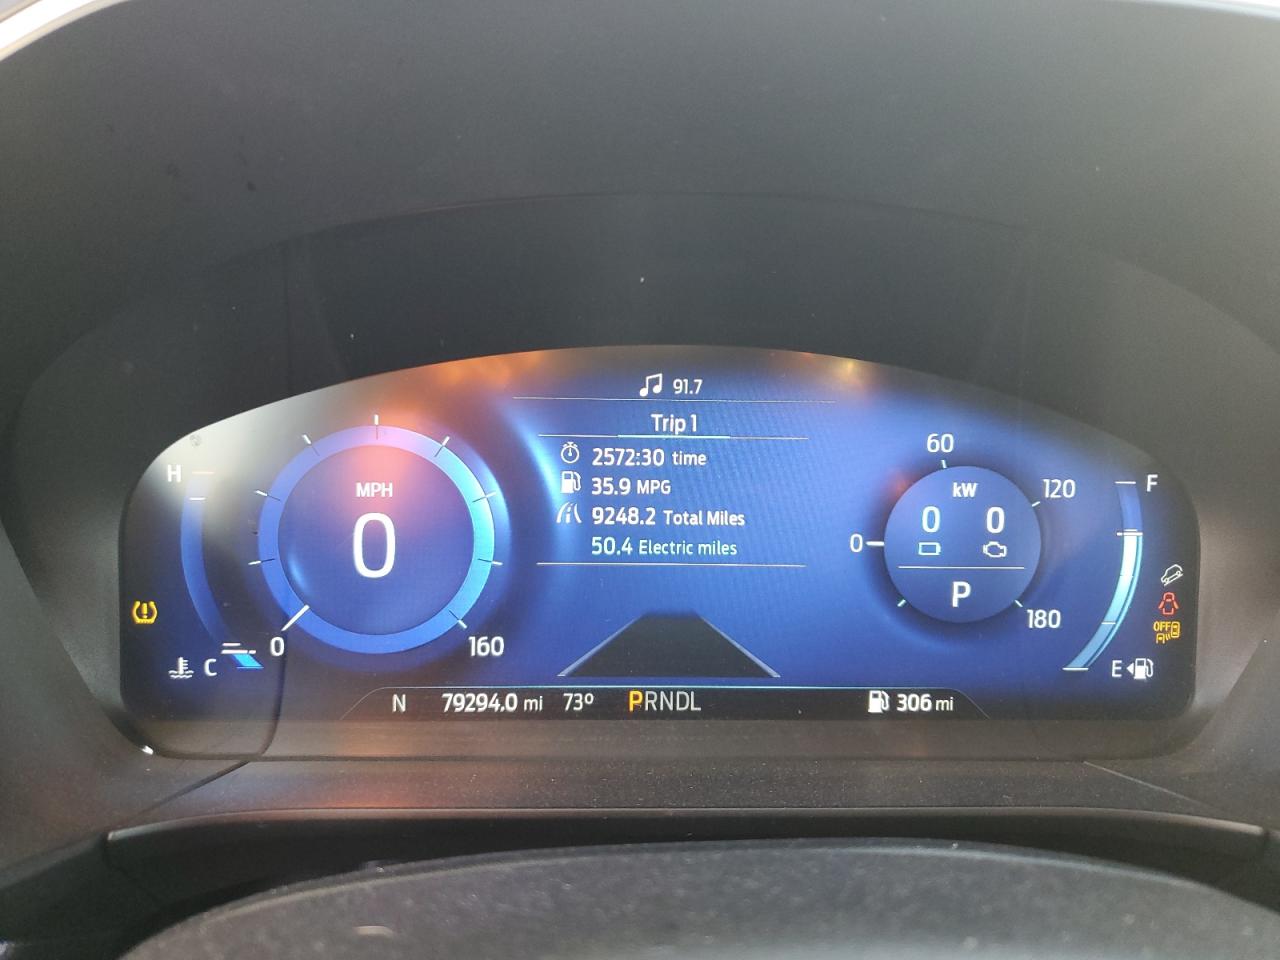 91.7
Trip 1
2572:30 time
35.9 MPG
9248.2 Total Miles
50.4 Electric miles
H
C
MPH
0
0
160
60
120
0
180
kW
0 0
P
F
E
OFF
N 79294.0 mi 73º PRNDL 306 mi